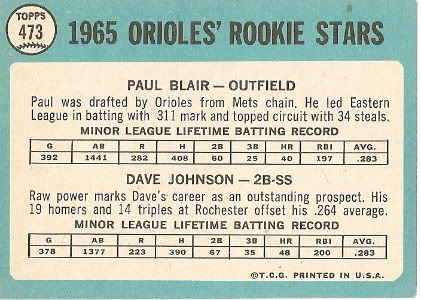 TOPPS
473
1965 ORIOLES' ROOKIE STARS
PAUL BLAIR — OUTFIELD
Paul was drafted by Orioles from Mets chain. He led Eastern
League in batting with 311 mark and topped circuit with 34 steals.
MINOR LEAGUE LIFETIME BATTING RECORD
G AB R H 2B 3B HR RBI AVG.
392 1441 282 408 60 25 40 197 .283
DAVE JOHNSON — 2B-SS
Raw power marks Dave's career as an outstanding prospect. His
19 homers and 14 triples at Rochester offset his .264 average.
MINOR LEAGUE LIFETIME BATTING RECORD
G AB R H 2B 3B HR RBI AVG.
378 1377 223 390 67 35 48 200 .283
©T.C.G. PRINTED IN U.S.A.